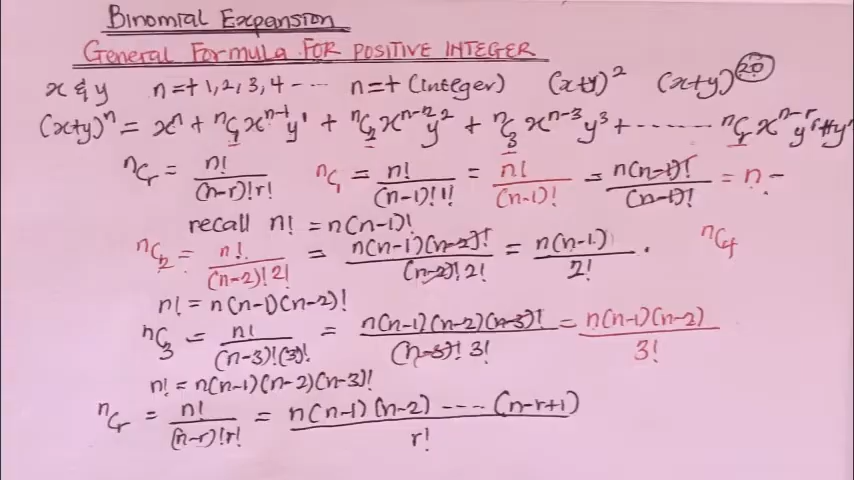 Binomial Expansion
General Formula FOR POSITIVE INTEGER
x & y n=+1,2,3,4---- n=+(integer) (x+y)² (x+y)²⁰
(x+y)ⁿ = xⁿ + ⁿC₁xⁿ⁻¹y¹ + ⁿC₂xⁿ⁻²y² + ⁿC₃xⁿ⁻³y³+------ ⁿCᵣxⁿ⁻ʳyʳ++yⁿ
ⁿCᵣ = n!/(n-r)!r! ⁿC₁ = n!/(n-1)!1! = n!/(n-1)! = n(n-1)!/(n-1)! = n.-
recall n! = n(n-1)!
ⁿC₂ = n!/(n-2)!2! = n(n-1)(n-2)!/(n-2)!2! = n(n-1)/2! . ⁿC₄
n! = n(n-1)(n-2)!
ⁿC₃ = n!/(n-3)!(3)! = n(n-1)(n-2)(n-3)!/(n-3)!3! = n(n-1)(n-2)/3!
n! = n(n-1)(n-2)(n-3)!
ⁿCᵣ = n!/(n-r)!r! = n(n-1)(n-2)----(n-r+1)/r!